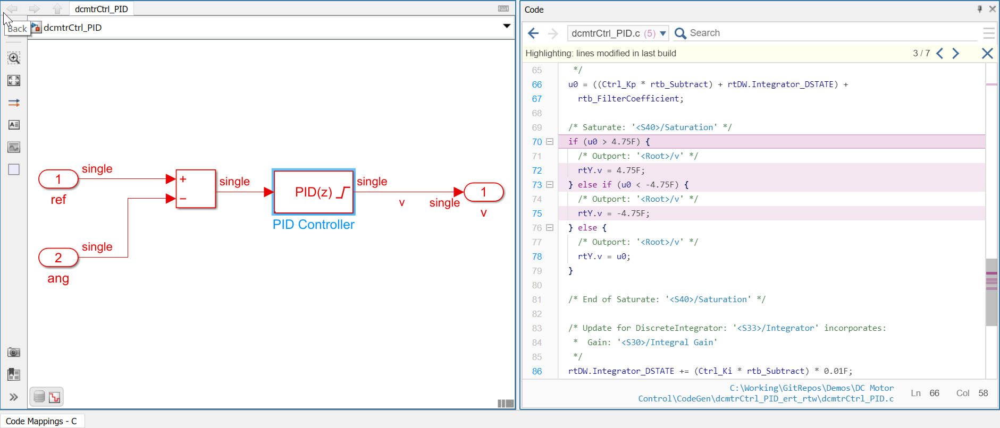 dcmtrCtrl_PID
Back
dcmtrCtrl_PID
1
single
ref
+
−
single
PID(z)
PID Controller
single
v
single
1
v
2
single
ang
Code Mappings - C
Code
dcmtrCtrl_PID.c (5)
Search
Highlighting: lines modified in last build
3 / 7
65 */
66 u0 = ((Ctrl_Kp * rtb_Subtract) + rtDW.Integrator_DSTATE) +
67 rtb_FilterCoefficient;
68
69 /* Saturate: '<S40>/Saturation' */
70 if (u0 > 4.75F) {
71 /* Outport: '<Root>/v' */
72 rtY.v = 4.75F;
73 } else if (u0 < -4.75F) {
74 /* Outport: '<Root>/v' */
75 rtY.v = -4.75F;
76 } else {
77 /* Outport: '<Root>/v' */
78 rtY.v = u0;
79 }
80
81 /* End of Saturate: '<S40>/Saturation' */
82
83 /* Update for DiscreteIntegrator: '<S33>/Integrator' incorporates:
84 * Gain: '<S30>/Integral Gain'
85 */
86 rtDW.Integrator_DSTATE += (Ctrl_Ki * rtb_Subtract) * 0.01F;
C:\Working\GitRepos\Demos\DC Motor
Control\CodeGen\dcmtrCtrl_PID_ert_rtw\dcmtrCtrl_PID.c
Ln 66 Col 58